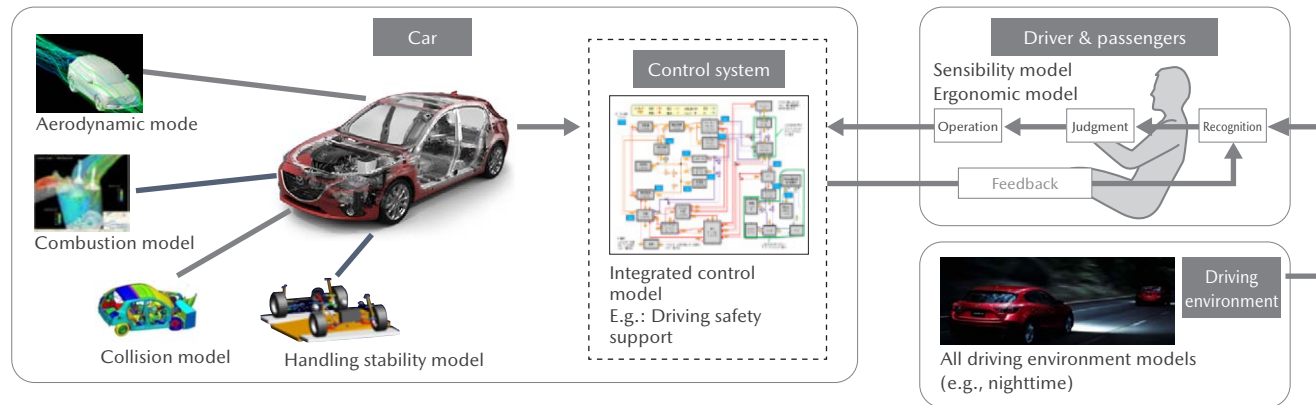 Car
Aerodynamic mode
Combustion model
Collision model
Handling stability model
Control system
Integrated control
model
E.g.: Driving safety
support
Driver & passengers
Sensibility model
Ergonomic model
Operation
Judgment
Recognition
Feedback
Driving
environment
All driving environment models
(e.g., nighttime)